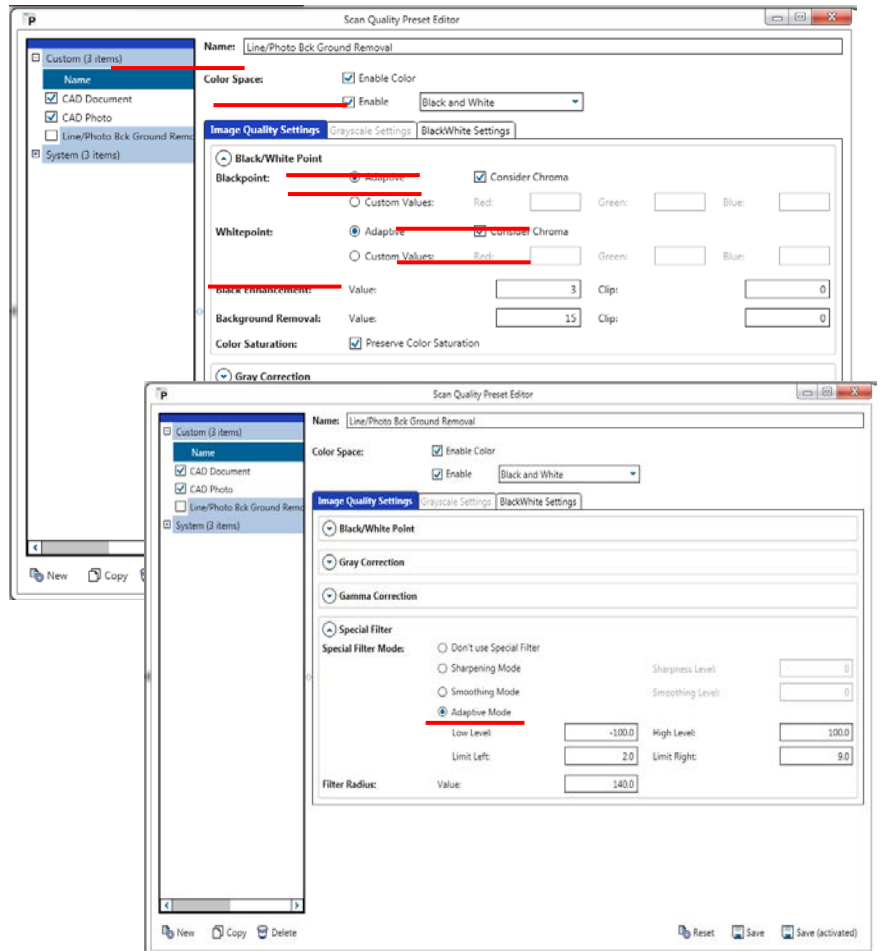 P Scan Quality Preset Editor
Name: Line/Photo Bck Ground Removal
Custom (3 items)
Name
CAD Document
CAD Photo
Line/Photo Bck Ground Remo
System (3 items)
Color Space: Enable Color
Enable Black and White
Image Quality Settings Grayscale Settings BlackWhite Settings
Black/White Point
Blackpoint: Adaptive Consider Chroma
Custom Values: Red: Green: Blue:
Whitepoint: Adaptive Consider Chroma
Custom Values: Red: Green: Blue:
Black Enhancement: Value: 3 Clip: 0
Background Removal: Value: 15 Clip: 0
Color Saturation: Preserve Color Saturation
Gray Correction
New Copy
P Scan Quality Preset Editor
Name: Line/Photo Bck Ground Removal
Custom (3 items)
Name
CAD Document
CAD Photo
Line/Photo Bck Ground Remo
System (3 items)
Color Space: Enable Color
Enable Black and White
Image Quality Settings Grayscale Settings BlackWhite Settings
Black/White Point
Gray Correction
Gamma Correction
Special Filter
Special Filter Mode: Don't use Special Filter
Sharpening Mode Sharpness Level: 0
Smoothing Mode Smoothing Level: 0
Adaptive Mode
Low Level: -100.0 High Level: 100.0
Limit Left: 2.0 Limit Right: 9.0
Filter Radius: Value: 140.0
New Copy Delete Reset Save Save (activated)